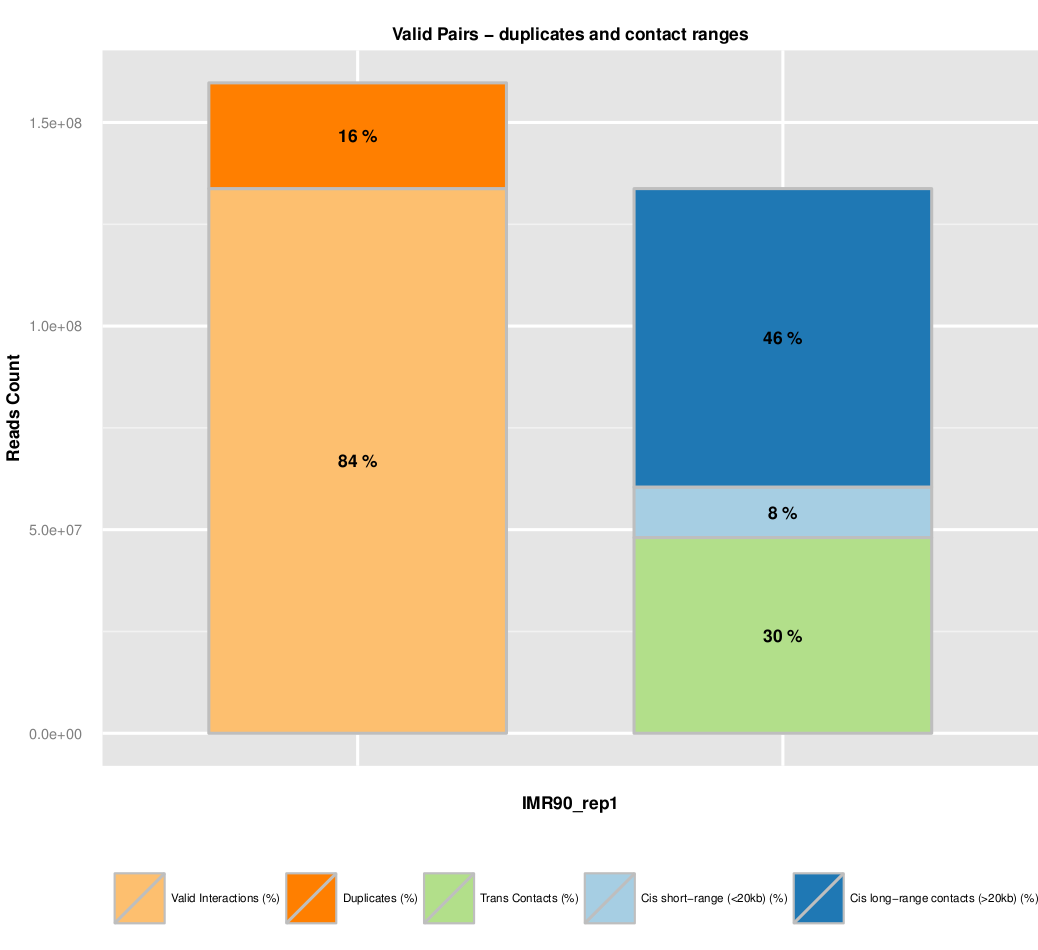 Valid Pairs − duplicates and contact ranges
1.5e+08
1.0e+08
5.0e+07
0.0e+00
Reads Count
16 %
84 %
46 %
8 %
30 %
IMR90_rep1
Valid Interactions (%)
Duplicates (%)
Trans Contacts (%)
Cis short−range (<20kb) (%)
Cis long−range contacts (>20kb) (%)